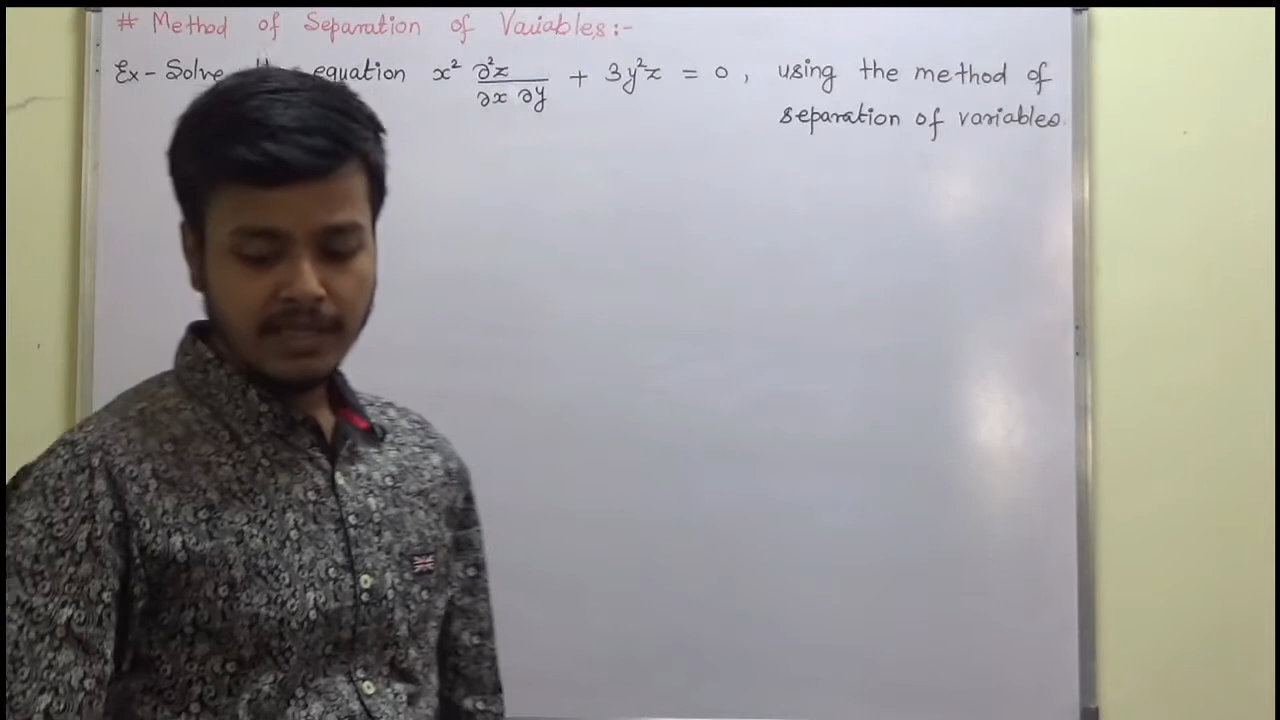 # Method of Separation of Variables:-
Ex- Solve equation x² ∂²z/∂x ∂y + 3y²z = 0, using the method of
separation of variables.